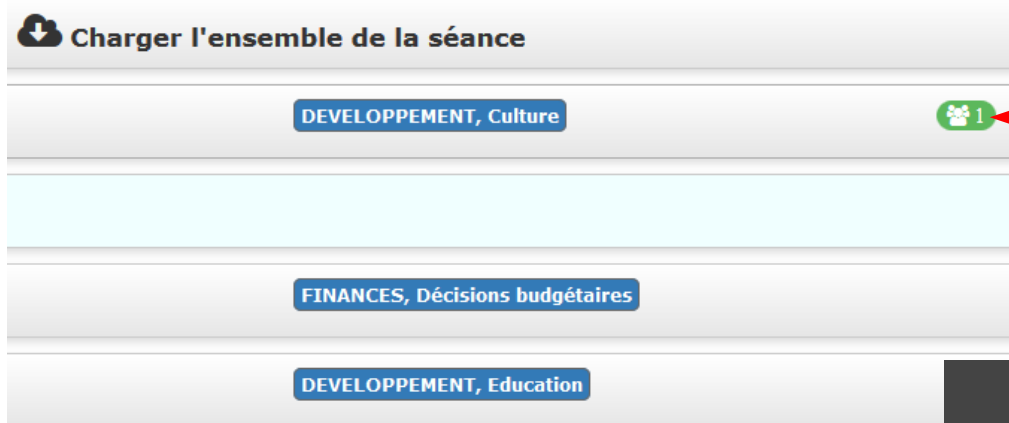 Charger l'ensemble de la séance
DEVELOPPEMENT, Culture
1
FINANCES, Décisions budgétaires
DEVELOPPEMENT, Education